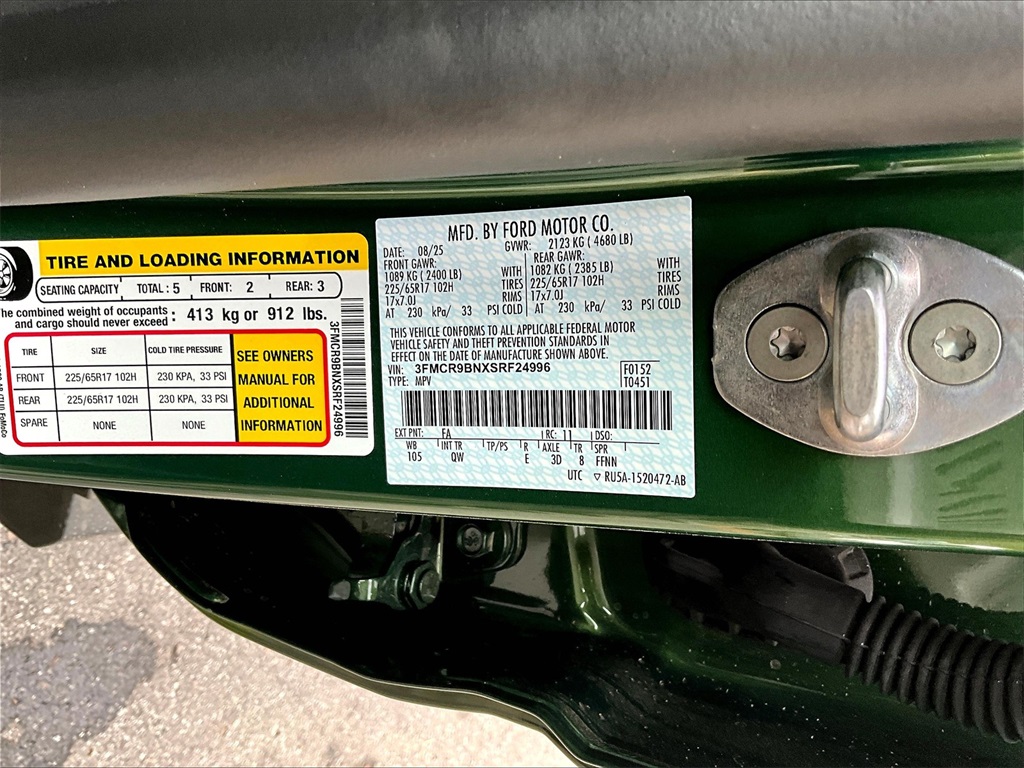 TIRE AND LOADING INFORMATION
SEATING CAPACITY TOTAL : 5 FRONT: 2 REAR: 3
The combined weight of occupants and cargo should never exceed : 413 kg or 912 lbs.
TIRE SIZE COLD TIRE PRESSURE
FRONT 225/65R17 102H 230 KPA, 33 PSI
REAR 225/65R17 102H 230 KPA, 33 PSI
SPARE NONE NONE
SEE OWNERS
MANUAL FOR
ADDITIONAL
INFORMATION
3FMCR9BNXSRF24996
MFD. BY FORD MOTOR CO.
DATE: 08/25 GVWR: 2123 KG ( 4680 LB)
FRONT GAWR: REAR GAWR:
1089 KG ( 2400 LB) WITH 1082 KG ( 2385 LB) WITH
225/65R17 102H TIRES 225/65R17 102H TIRES
17x7.0J RIMS 17x7.0J RIMS
AT 230 kPa/ 33 PSI COLD AT 230 kPa/ 33 PSI COLD
THIS VEHICLE CONFORMS TO ALL APPLICABLE FEDERAL MOTOR
VEHICLE SAFETY AND THEFT PREVENTION STANDARDS IN
EFFECT ON THE DATE OF MANUFACTURE SHOWN ABOVE.
VIN: 3FMCR9BNXSRF24996 F0152
TYPE: MPV T0451
EXT PNT: FA RC: 11 DSO:
WB INT TR TP/PS R AXLE TR SPR
105 QW E 3D 8 FFNN
UTC ▽ RU5A-1520472-AB